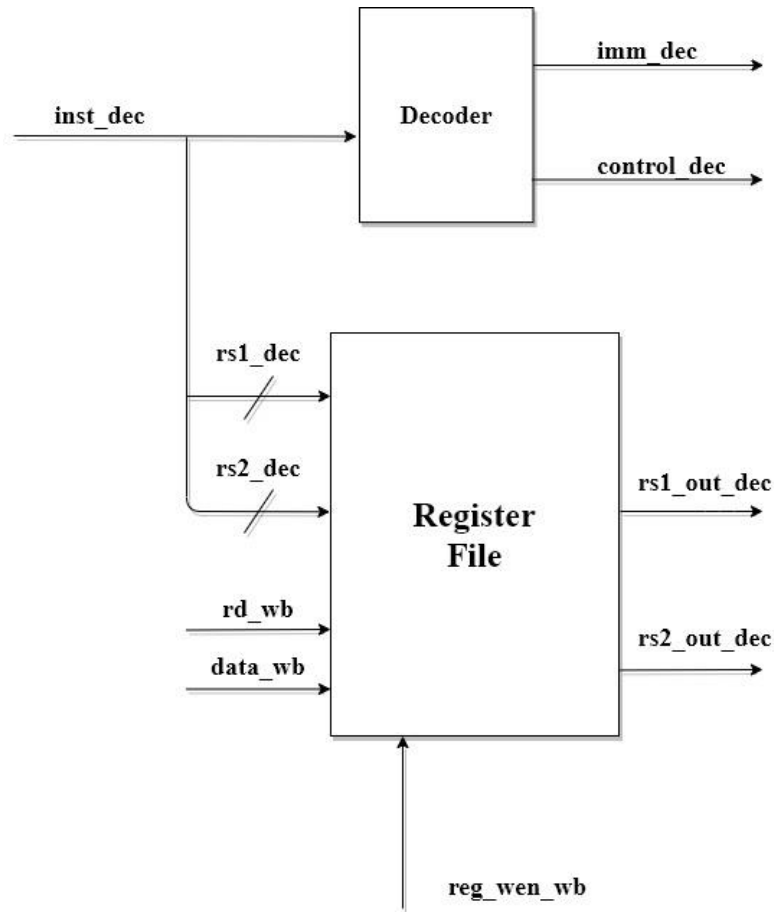 imm_dec
inst_dec
Decoder
control_dec
rs1_dec
rs2_dec
rs1_out_dec
Register
File
rd_wb
rs2_out_dec
data_wb
reg_wen_wb